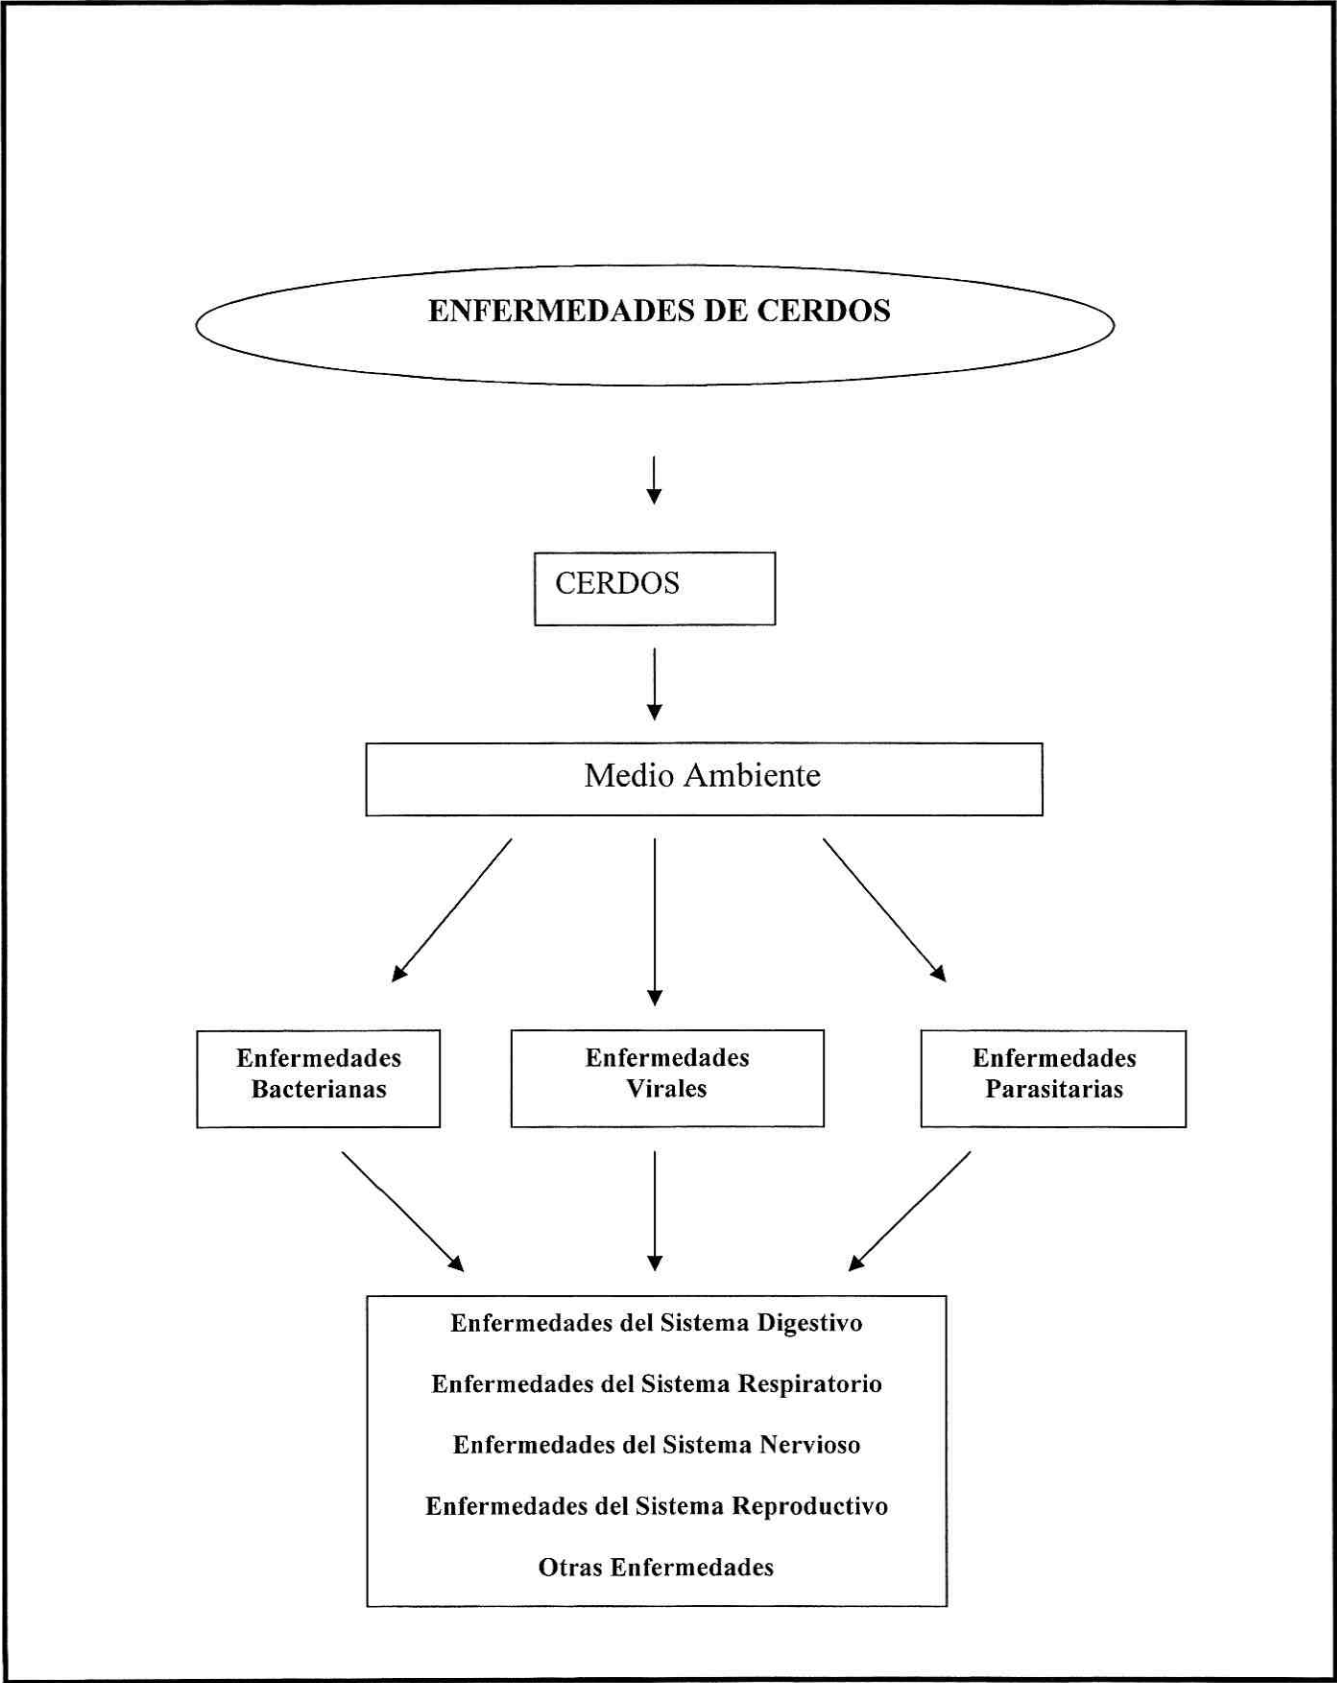 ENFERMEDADES DE CERDOS
CERDOS
Medio Ambiente
Enfermedades
Bacterianas
Enfermedades
Virales
Enfermedades
Parasitarias
Enfermedades del Sistema Digestivo
Enfermedades del Sistema Respiratorio
Enfermedades del Sistema Nervioso
Enfermedades del Sistema Reproductivo
Otras Enfermedades